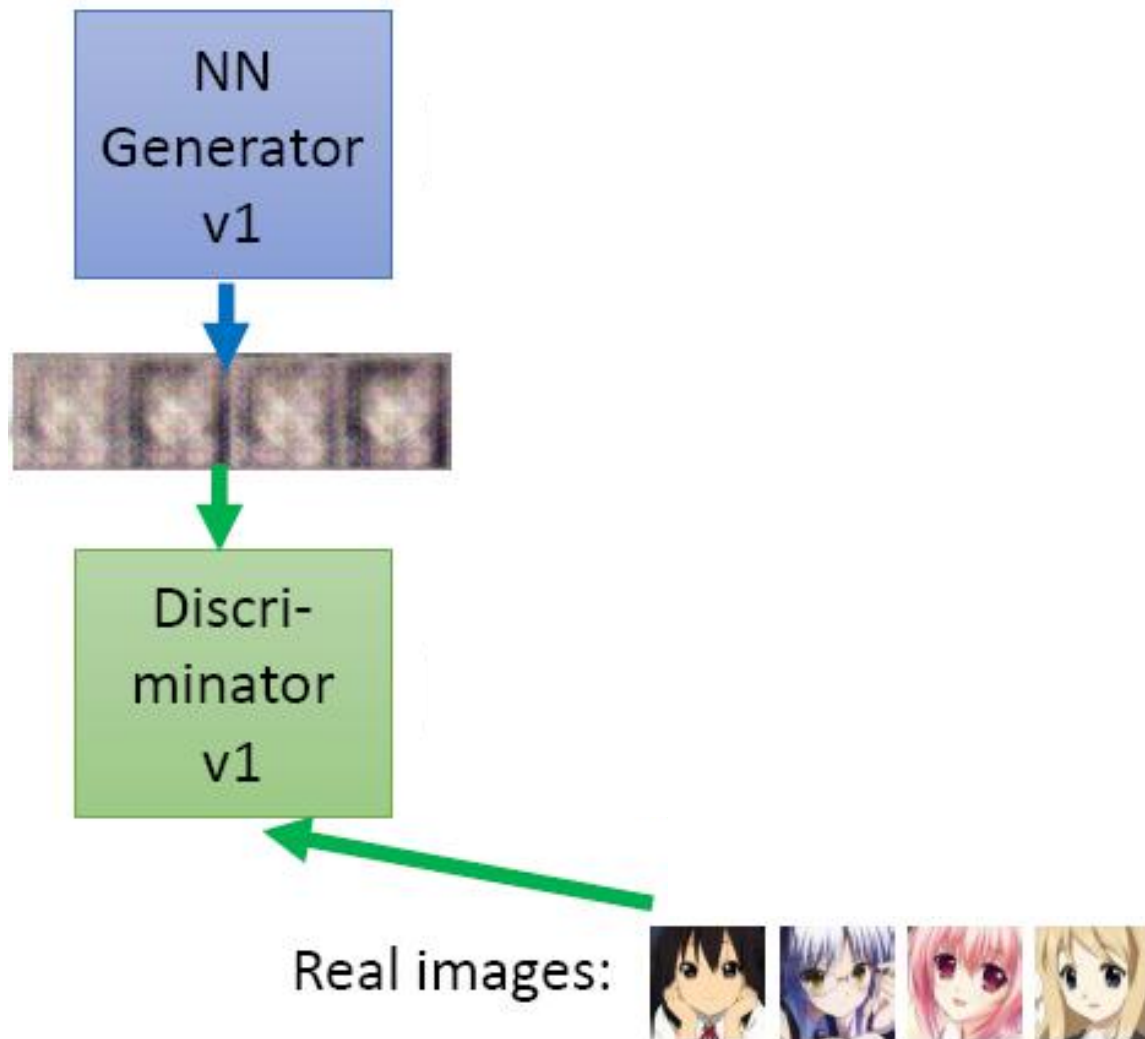 NN
Generator
v1
Discri-
minator
v1
Real images: